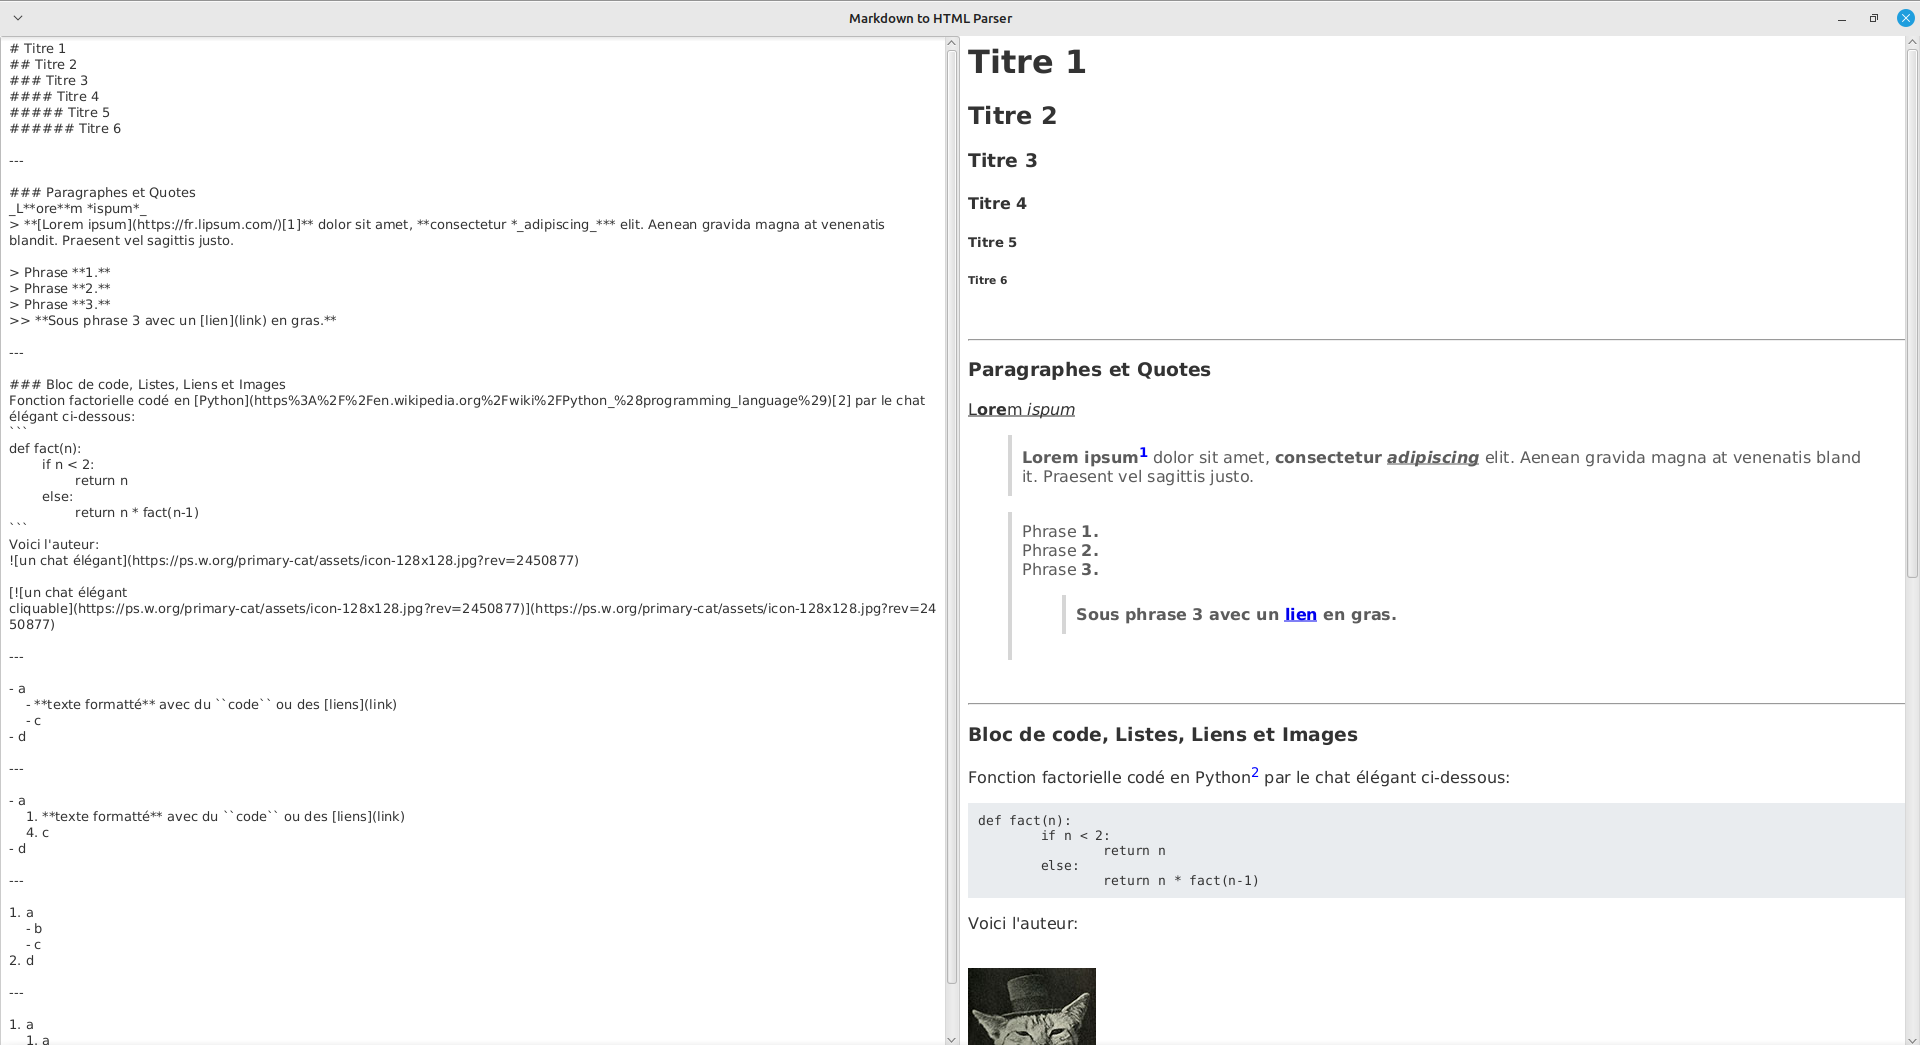 Markdown to HTML Parser
# Titre 1
## Titre 2
### Titre 3
#### Titre 4
##### Titre 5
###### Titre 6
---
### Paragraphes et Quotes
_L**ore**m *ispum*_
> **[Lorem ipsum](https://fr.lipsum.com/)[1]** dolor sit amet, **consectetur *_adipiscing_*** elit. Aenean gravida magna at venenatis
blandit. Praesent vel sagittis justo.
> Phrase **1.**
> Phrase **2.**
> Phrase **3.**
>> **Sous phrase 3 avec un [lien](link) en gras.**
---
### Bloc de code, Listes, Liens et Images
Fonction factorielle codé en [Python](https%3A%2F%2Fen.wikipedia.org%2Fwiki%2FPython_%28programming_language%29)[2] par le chat
élégant ci-dessous:
```
def fact(n):
if n < 2:
return n
else:
return n * fact(n-1)
```
Voici l'auteur:
![un chat élégant](https://ps.w.org/primary-cat/assets/icon-128x128.jpg?rev=2450877)
[![un chat élégant
cliquable](https://ps.w.org/primary-cat/assets/icon-128x128.jpg?rev=2450877)](https://ps.w.org/primary-cat/assets/icon-128x128.jpg?rev=24
50877)
---
- a
- **texte formatté** avec du ``code`` ou des [liens](link)
- c
- d
---
- a
1. **texte formatté** avec du ``code`` ou des [liens](link)
4. c
- d
---
1. a
- b
- c
2. d
---
1. a
1. a
Titre 1
Titre 2
Titre 3
Titre 4
Titre 5
Titre 6
Paragraphes et Quotes
Lorem ispum
Lorem ipsum1 dolor sit amet, consectetur adipiscing elit. Aenean gravida magna at venenatis bland
it. Praesent vel sagittis justo.
Phrase 1.
Phrase 2.
Phrase 3.
Sous phrase 3 avec un lien en gras.
Bloc de code, Listes, Liens et Images
Fonction factorielle codé en Python2 par le chat élégant ci-dessous:
def fact(n):
if n < 2:
return n
else:
return n * fact(n-1)
Voici l'auteur: